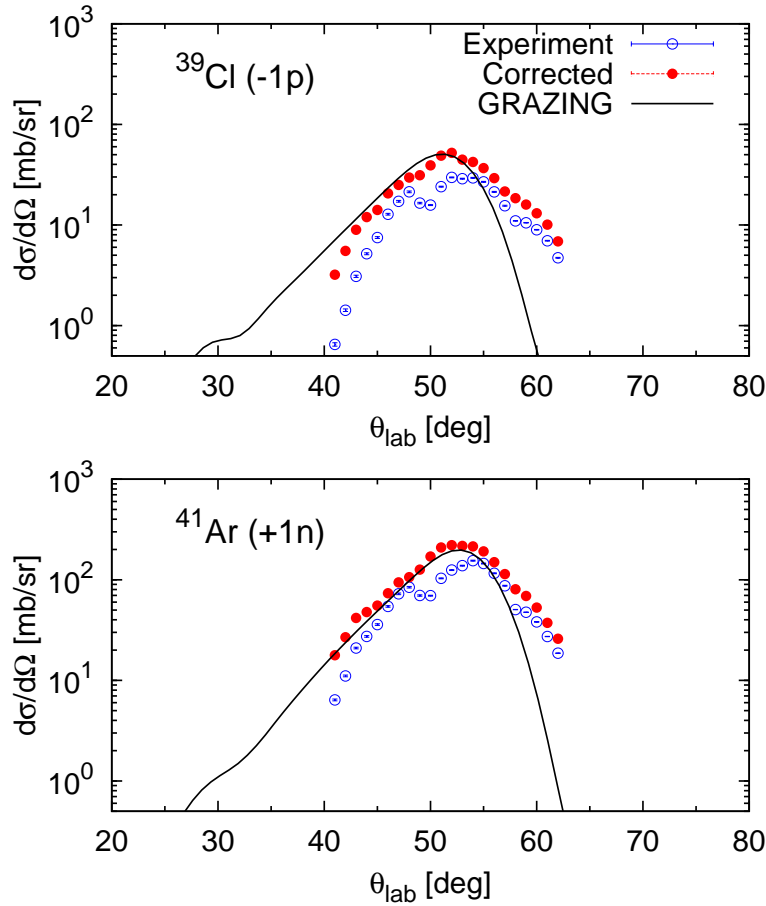 10³
³⁹Cl (-1p)
Experiment
Corrected
GRAZING
10²
10¹
10⁰
dσ/dΩ [mb/sr]
20 30 40 50 60 70 80
θlab [deg]
10³
⁴¹Ar (+1n)
10²
10¹
10⁰
dσ/dΩ [mb/sr]
20 30 40 50 60 70 80
θlab [deg]